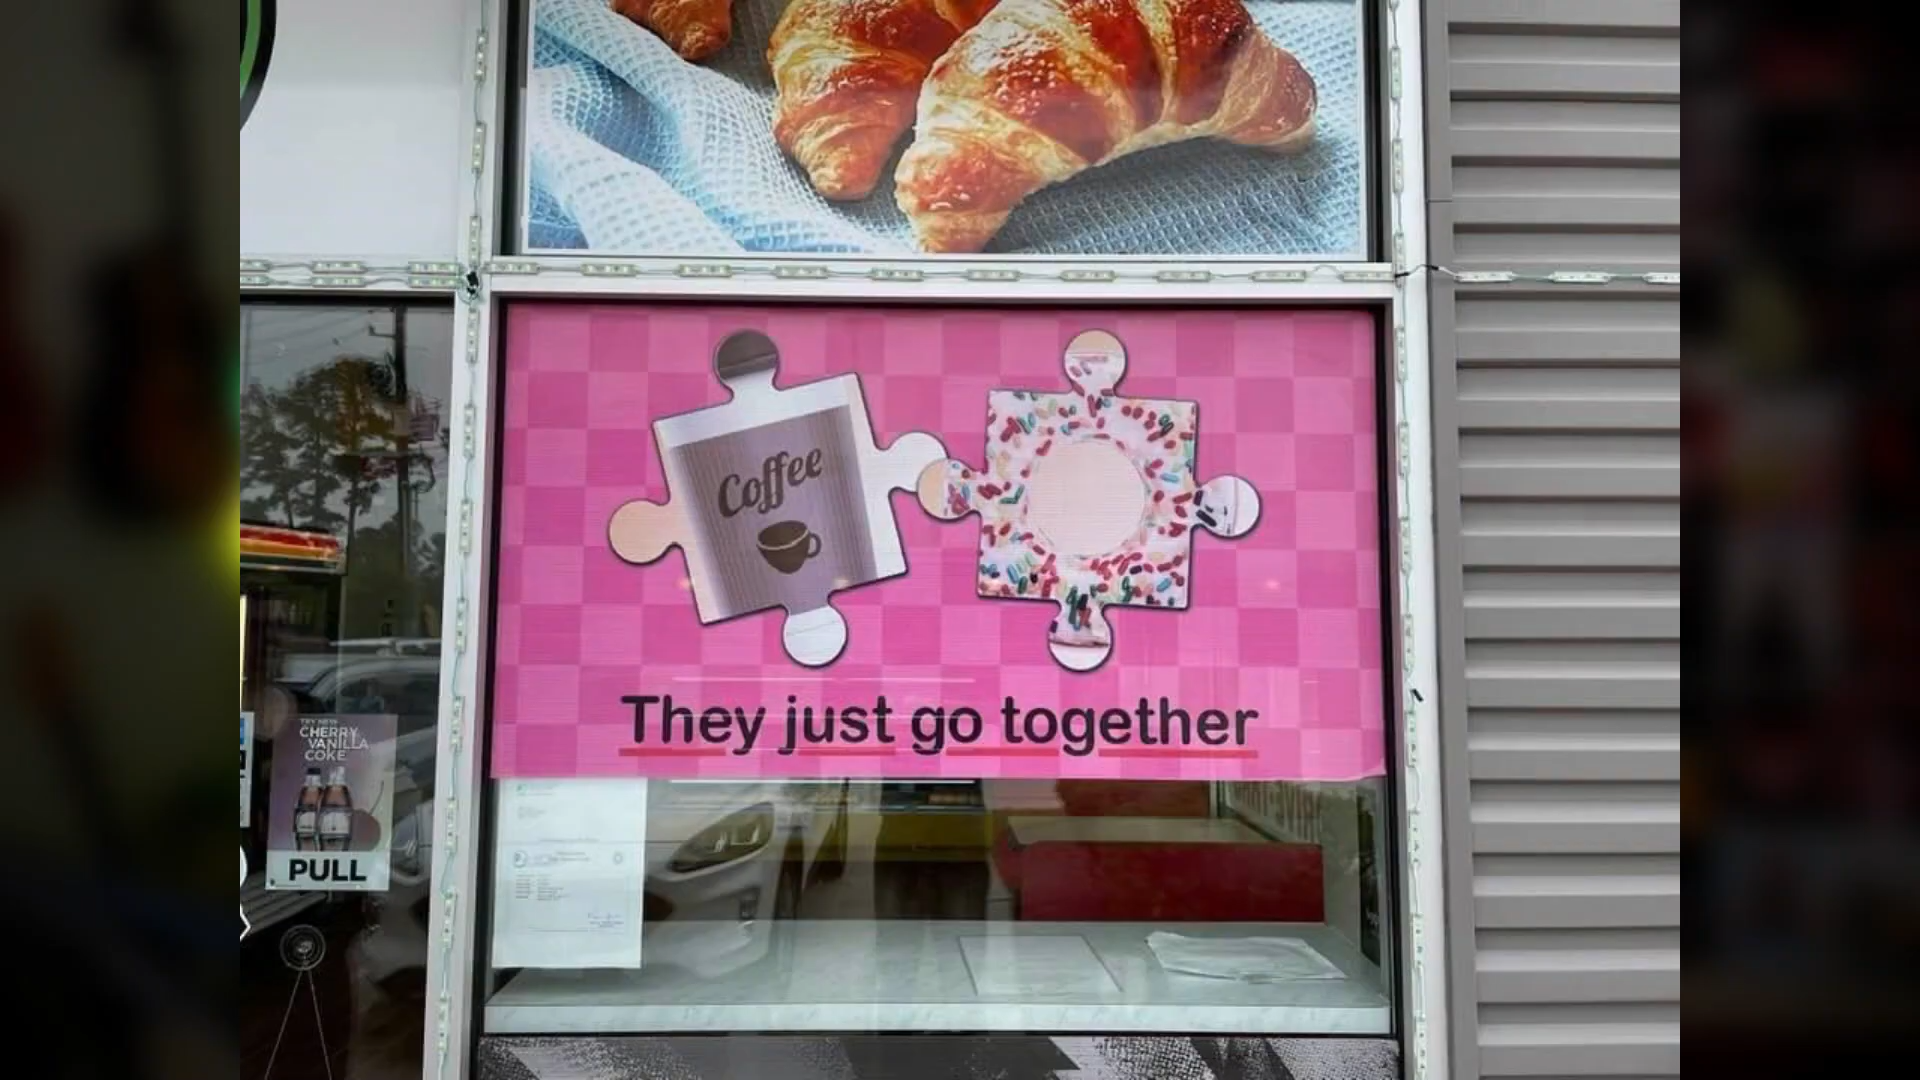 Coffee
They just go together
TRY NEW
CHERRY
VANILLA
COKE
PULL